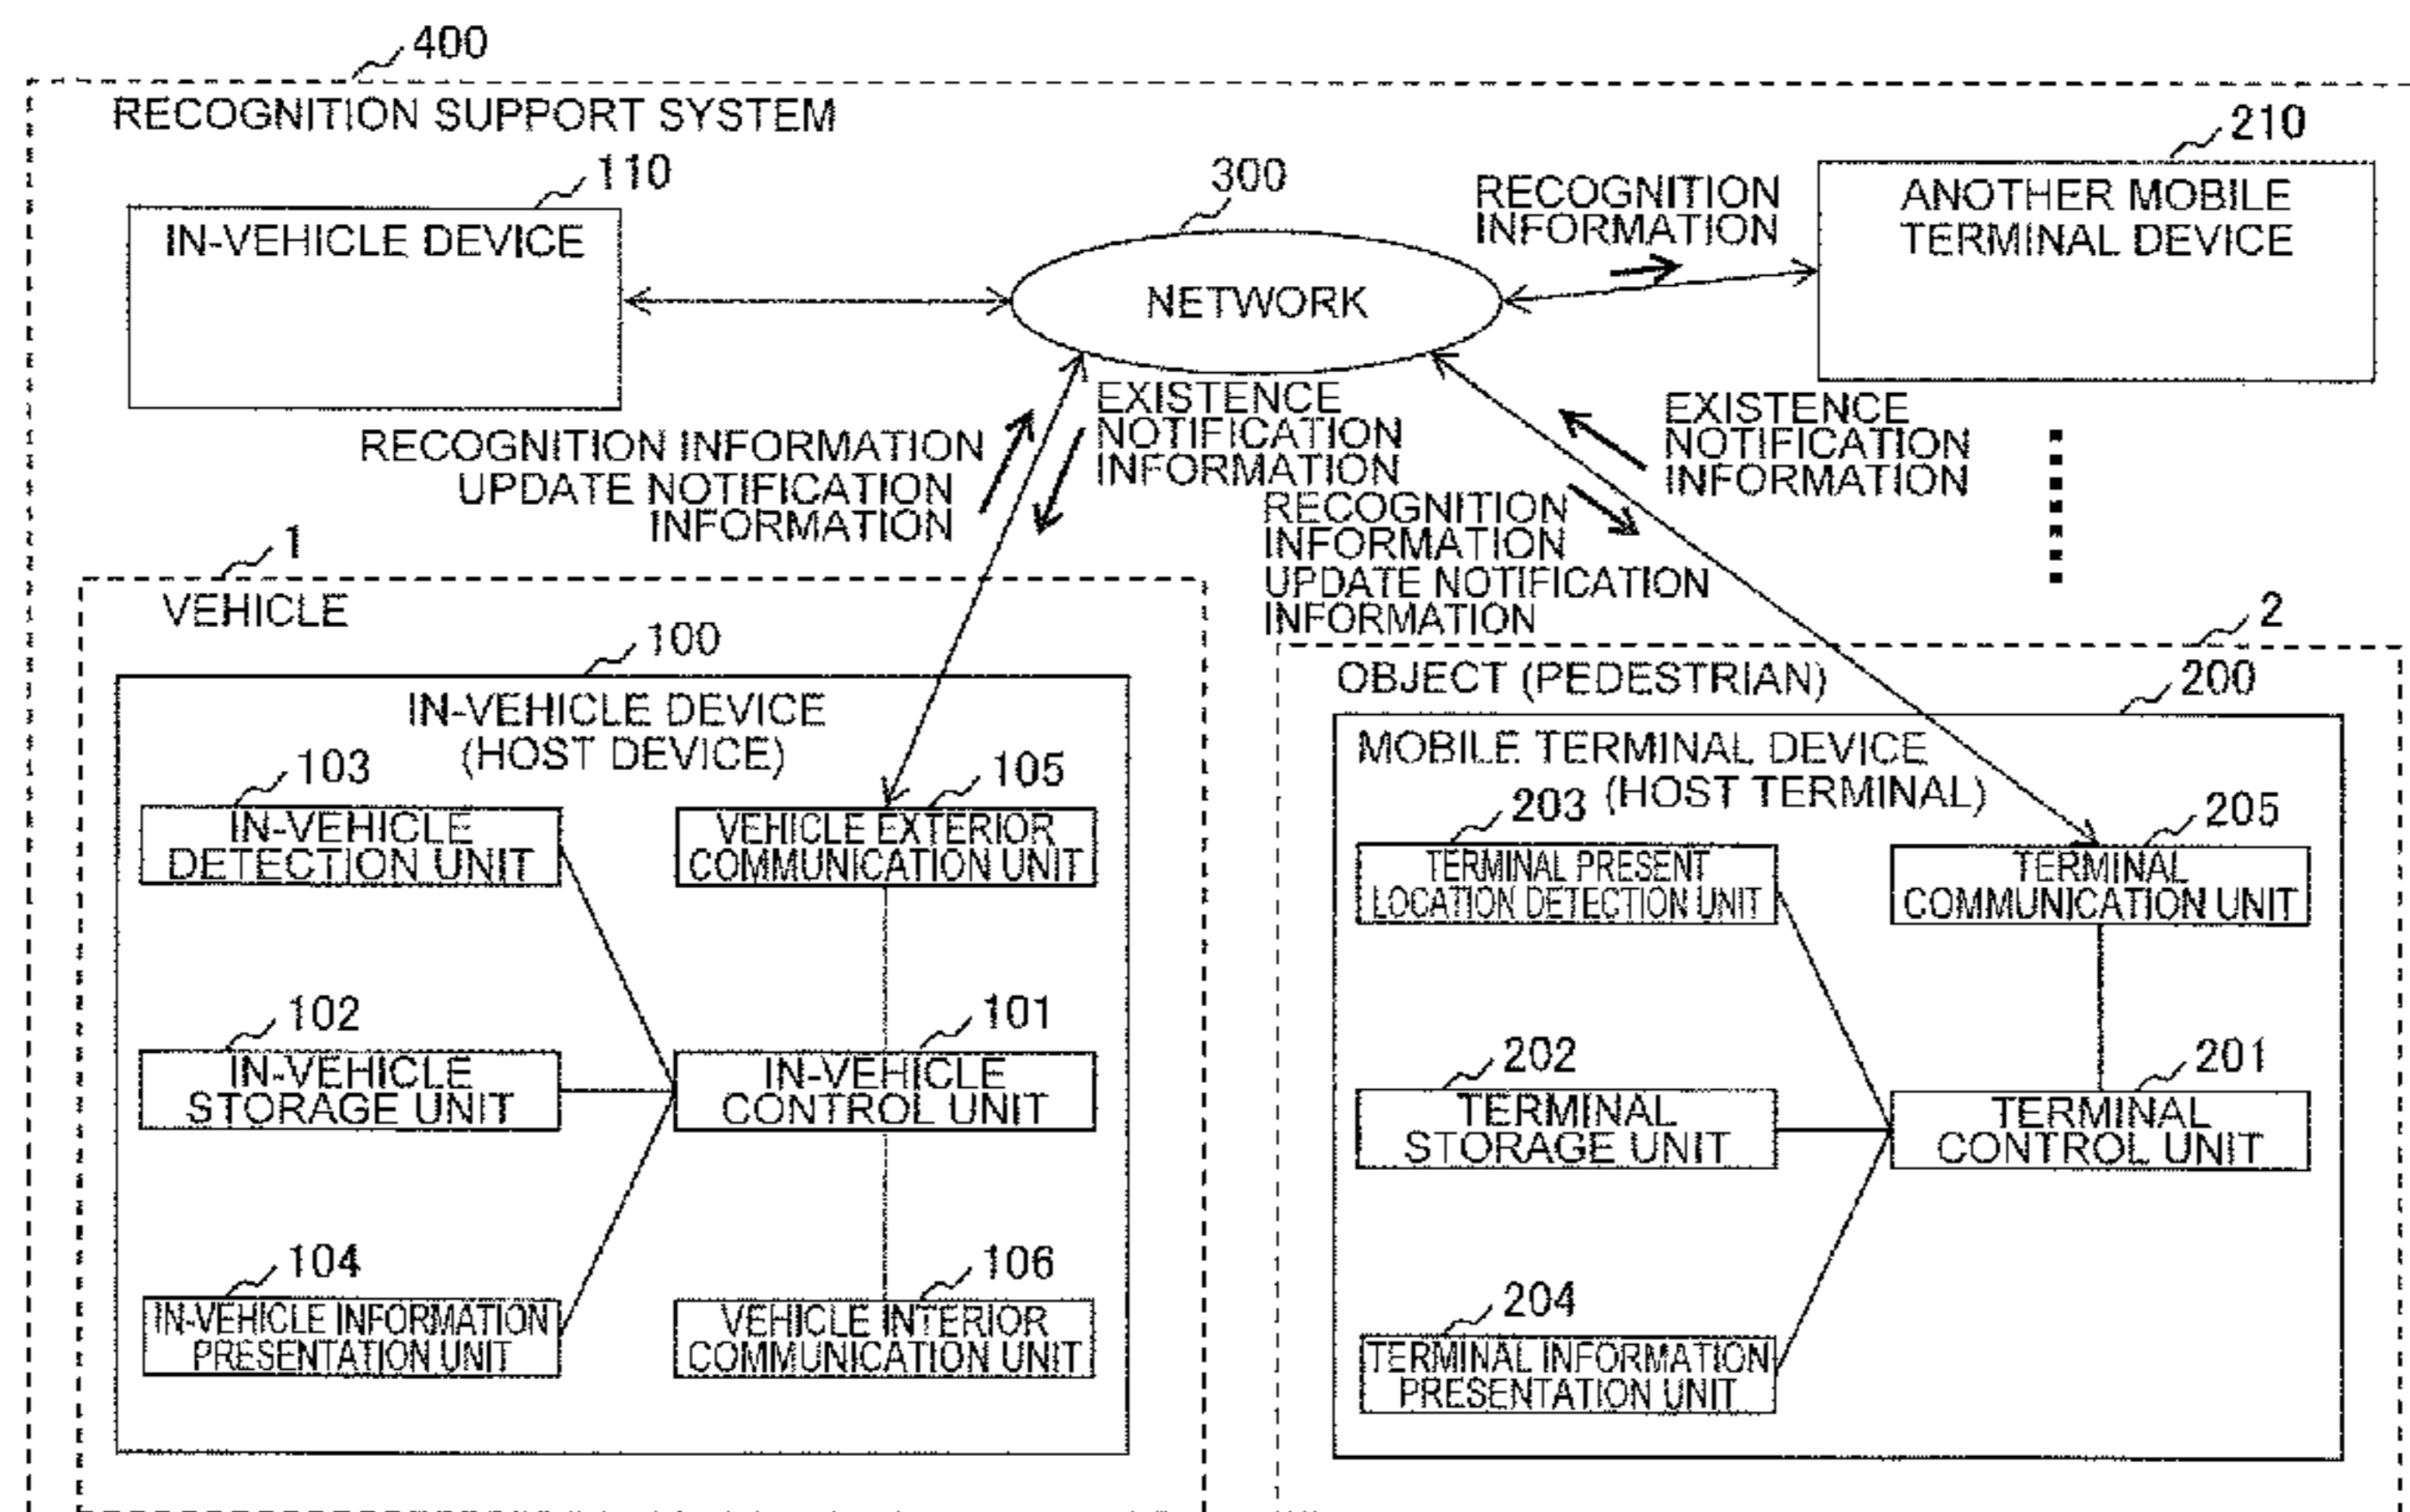 400
RECOGNITION SUPPORT SYSTEM
110
IN-VEHICLE DEVICE
300
NETWORK
RECOGNITION
INFORMATION
210
ANOTHER MOBILE
TERMINAL DEVICE
RECOGNITION INFORMATION
UPDATE NOTIFICATION
INFORMATION
EXISTENCE
NOTIFICATION
INFORMATION
EXISTENCE
NOTIFICATION
INFORMATION
RECOGNITION
INFORMATION
UPDATE NOTIFICATION
INFORMATION
1
VEHICLE
100
IN-VEHICLE DEVICE
(HOST DEVICE)
103
IN-VEHICLE
DETECTION UNIT
105
VEHICLE EXTERIOR
COMMUNICATION UNIT
102
IN-VEHICLE
STORAGE UNIT
101
IN-VEHICLE
CONTROL UNIT
104
IN-VEHICLE INFORMATION
PRESENTATION UNIT
106
VEHICLE INTERIOR
COMMUNICATION UNIT
2
OBJECT (PEDESTRIAN)
200
MOBILE TERMINAL DEVICE
(HOST TERMINAL)
203
TERMINAL PRESENT
LOCATION DETECTION UNIT
205
TERMINAL
COMMUNICATION UNIT
202
TERMINAL
STORAGE UNIT
201
TERMINAL
CONTROL UNIT
204
TERMINAL INFORMATION
PRESENTATION UNIT